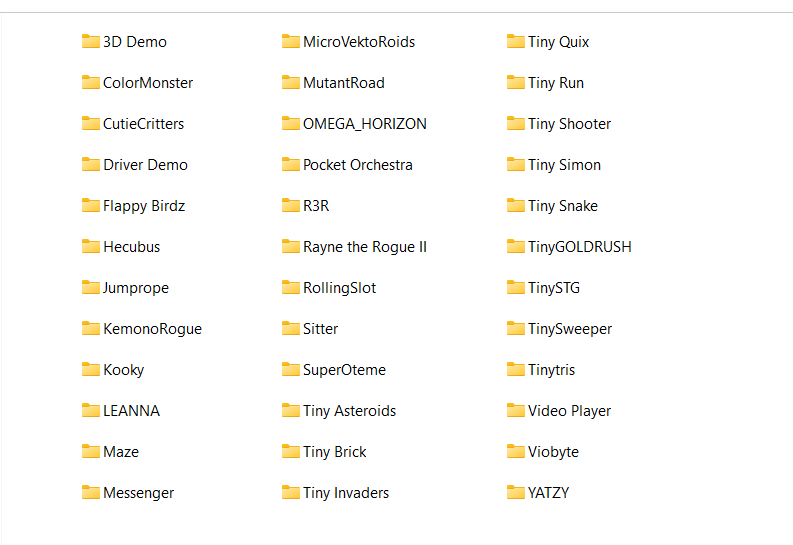 3D Demo
ColorMonster
CutieCritters
Driver Demo
Flappy Birdz
Hecubus
Jumprope
KemonoRogue
Kooky
LEANNA
Maze
Messenger
MicroVektoRoids
MutantRoad
OMEGA_HORIZON
Pocket Orchestra
R3R
Rayne the Rogue II
RollingSlot
Sitter
SuperOteme
Tiny Asteroids
Tiny Brick
Tiny Invaders
Tiny Quix
Tiny Run
Tiny Shooter
Tiny Simon
Tiny Snake
TinyGOLDRUSH
TinySTG
TinySweeper
Tinytris
Video Player
Viobyte
YATZY